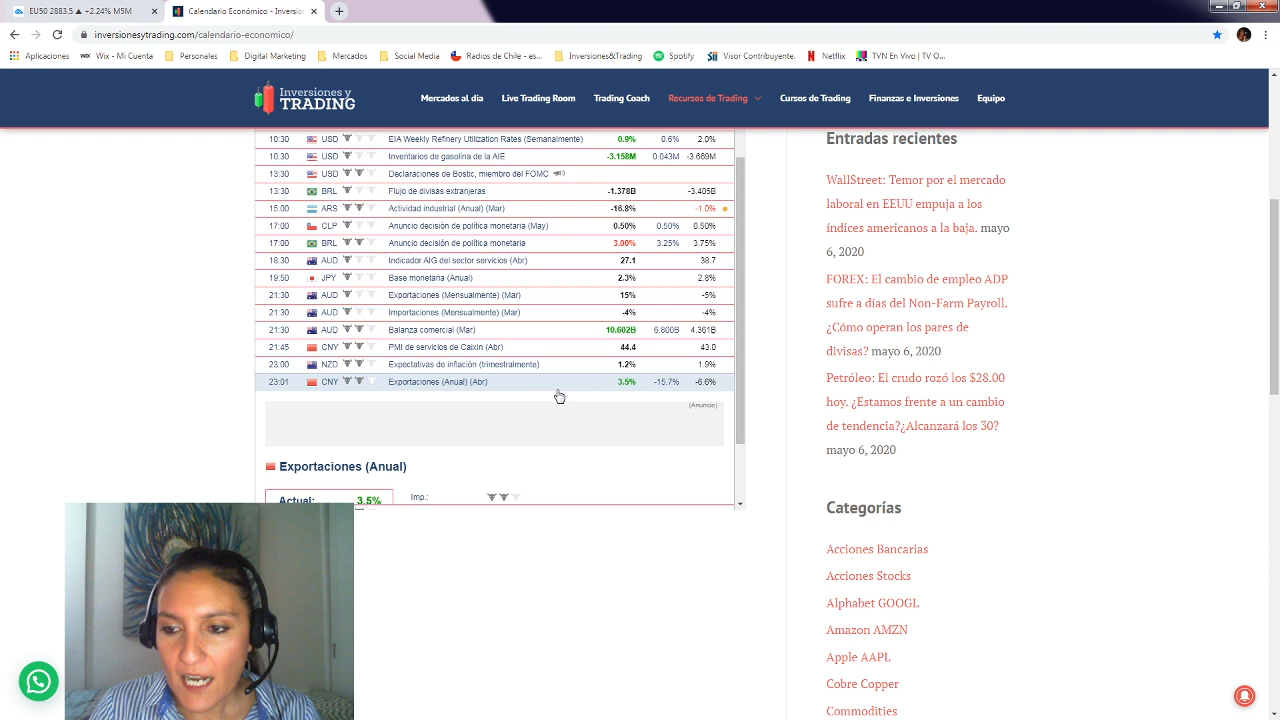 EU50 2883.5 ▲ +2.24% M5M
Calendario Económico - Inversion
inversionesytrading.com/calendario-economico/
Aplicaciones
WIX
Wix - Mi Cuenta
Personales
Digital Marketing
Mercados
Social Media
Radios de Chile - es...
Inversiones&Trading
Spotify
Visor Contribuyente.
Netflix
TVN En Vivo | TV O...
Inversiones y
TRADING
Mercados al día
Live Trading Room
Trading Coach
Recursos de Trading
Cursos de Trading
Finanzas e Inversiones
Equipo
10:30 USD EIA Weekly Refinery Utilization Rates (Semanalmente) 0.9% 0.6% 2.0%
10:30 USD Inventarios de gasolina de la AIE -3.158M 0.043M -3.669M
13:30 USD Declaraciones de Bostic, miembro del FOMC
13:30 BRL Flujo de divisas extranjeras -1.378B -3.405B
15:00 ARS Actividad industrial (Anual) (Mar) -16.8% -1.0%
17:00 CLP Anuncio decisión de política monetaria (May) 0.50% 0.50% 0.50%
17:00 BRL Anuncio decisión de política monetaria 3.00% 3.25% 3.75%
18:30 AUD Indicador AIG del sector servicios (Abr) 27.1 38.7
19:50 JPY Base monetaria (Anual) 2.3% 2.8%
21:30 AUD Exportaciones (Mensualmente) (Mar) 15% -5%
21:30 AUD Importaciones (Mensualmente) (Mar) -4% -4%
21:30 AUD Balanza comercial (Mar) 10.602B 6.800B 4.361B
21:45 CNY PMI de servicios de Caixin (Abr) 44.4 43.0
23:00 NZD Expectativas de inflación (trimestralmente) 1.2% 1.9%
23:01 CNY Exportaciones (Anual) (Abr) 3.5% -15.7% -6.6%
(Anuncio)
Exportaciones (Anual)
Actual: 3.5% Imp.:
Entradas recientes
WallStreet: Temor por el mercado
laboral en EEUU empuja a los
índices americanos a la baja. mayo
6, 2020
FOREX: El cambio de empleo ADP
sufre a días del Non-Farm Payroll.
¿Cómo operan los pares de
divisas? mayo 6, 2020
Petróleo: El crudo rozó los $28.00
hoy. ¿Estamos frente a un cambio
de tendencia?¿Alcanzará los 30?
mayo 6, 2020
Categorías
Acciones Bancarias
Acciones Stocks
Alphabet GOOGL
Amazon AMZN
Apple AAPL
Cobre Copper
Commodities